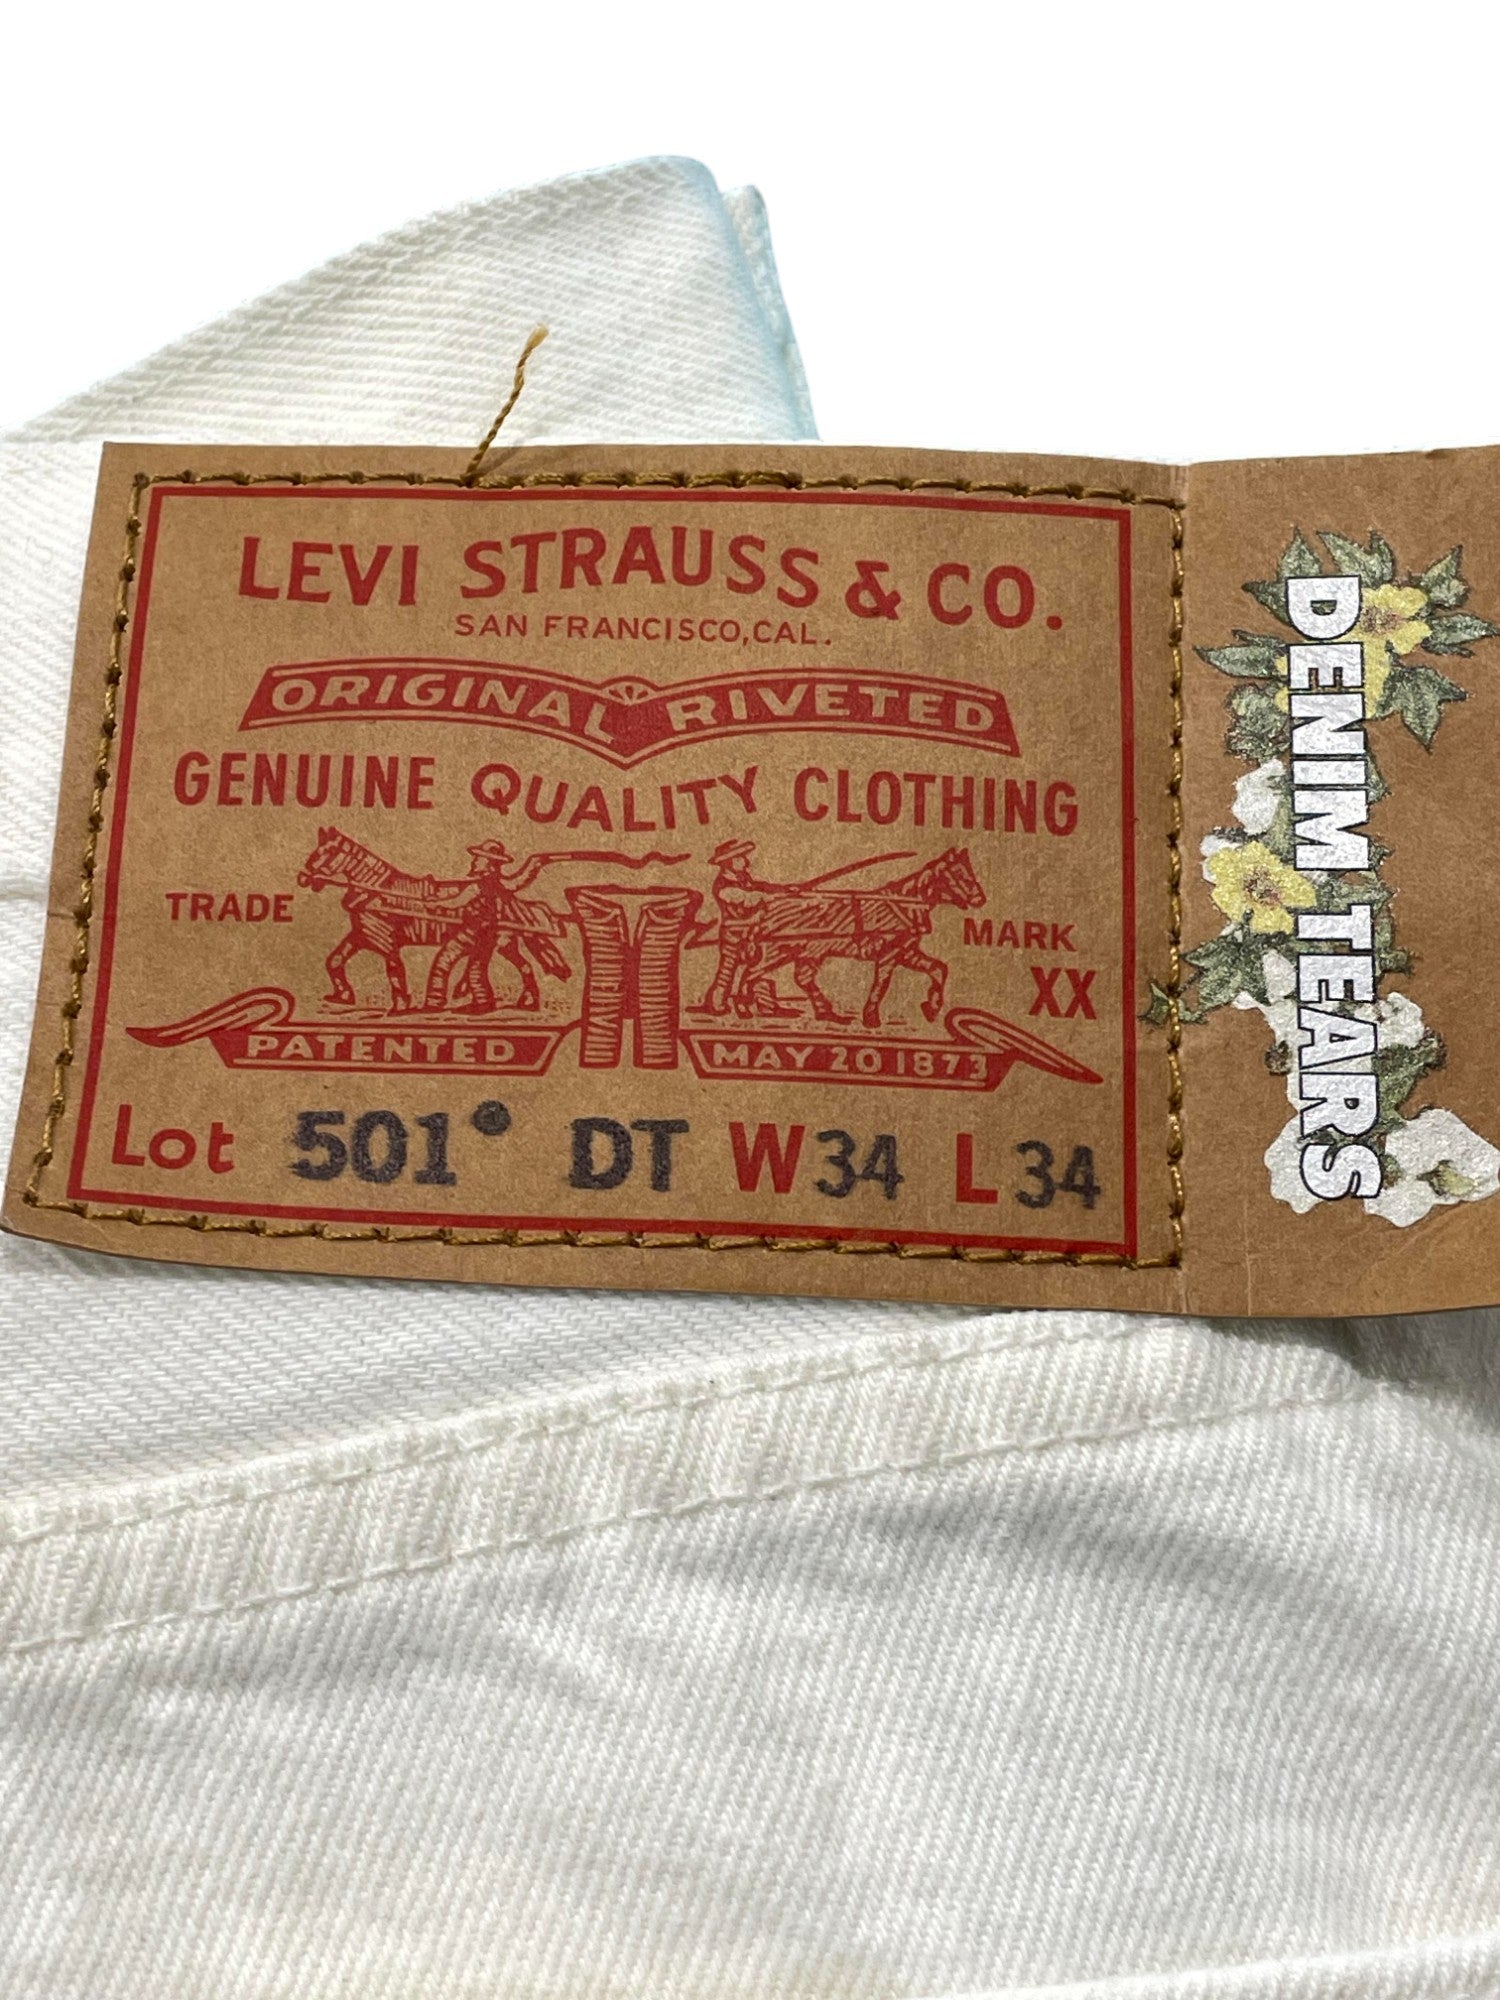 LEVI STRAUSS & CO.
SAN FRANCISCO, CAL.
ORIGINAL RIVETED
GENUINE QUALITY CLOTHING
TRADE MARK
XX
PATENTED MAY 20 1873
Lot 501° DT W34 L34
DENIM TEARS